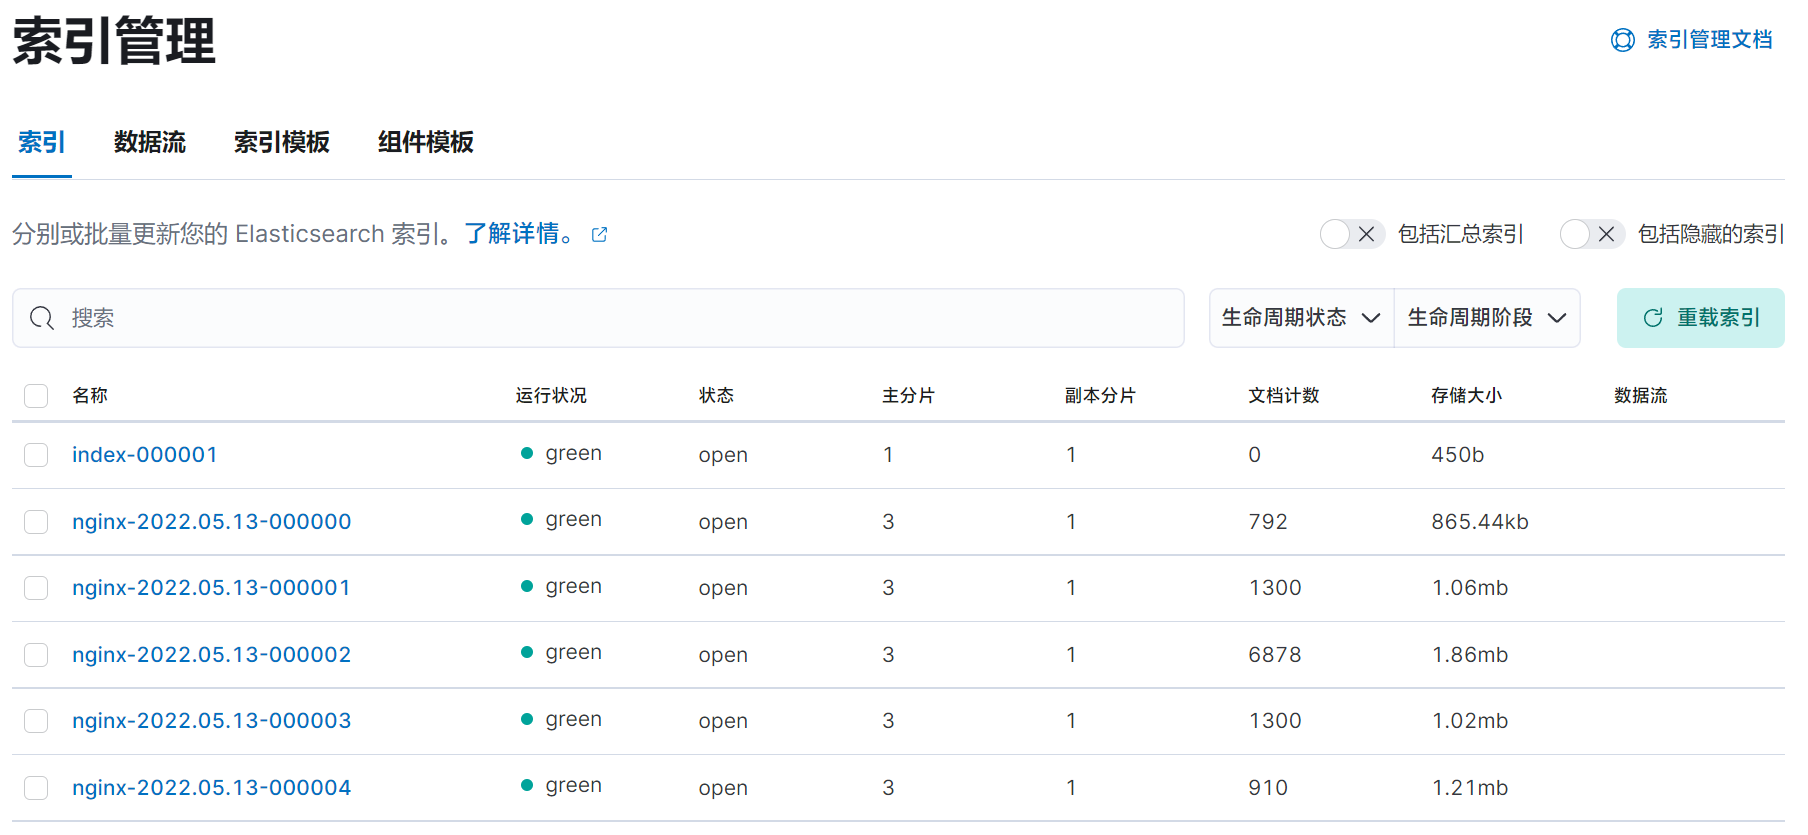 索引管理
索引管理文档
索引 数据流 索引模板 组件模板
分别或批量更新您的 Elasticsearch 索引。了解详情。 包括汇总索引 包括隐藏的索引
搜索 生命周期状态 生命周期阶段 重载索引
名称 运行状况 状态 主分片 副本分片 文档计数 存储大小 数据流
index-000001 green open 1 1 0 450b
nginx-2022.05.13-000000 green open 3 1 792 865.44kb
nginx-2022.05.13-000001 green open 3 1 1300 1.06mb
nginx-2022.05.13-000002 green open 3 1 6878 1.86mb
nginx-2022.05.13-000003 green open 3 1 1300 1.02mb
nginx-2022.05.13-000004 green open 3 1 910 1.21mb